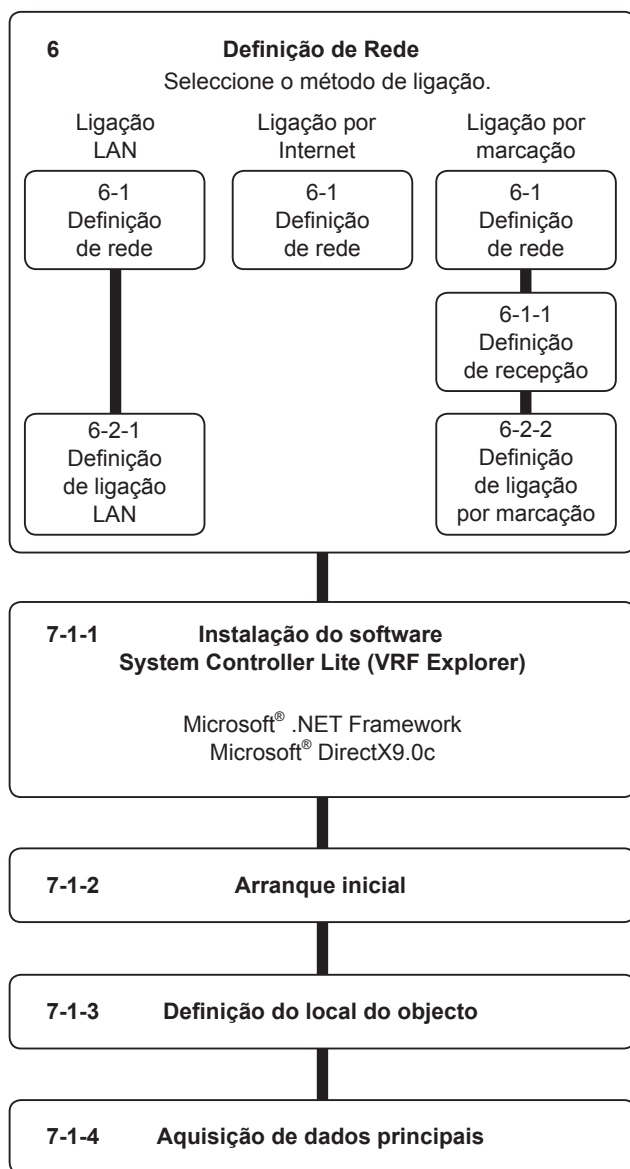 6 Definição de Rede
Seleccione o método de ligação.
Ligação
LAN
6-1
Definição
de rede
6-2-1
Definição
de ligação
LAN
Ligação por
Internet
6-1
Definição
de rede
Ligação por
marcação
6-1
Definição
de rede
6-1-1
Definição
de recepção
6-2-2
Definição
de ligação
por marcação
7-1-1 Instalação do software
System Controller Lite (VRF Explorer)
Microsoft® .NET Framework
Microsoft® DirectX9.0c
7-1-2 Arranque inicial
7-1-3 Definição do local do objecto
7-1-4 Aquisição de dados principais